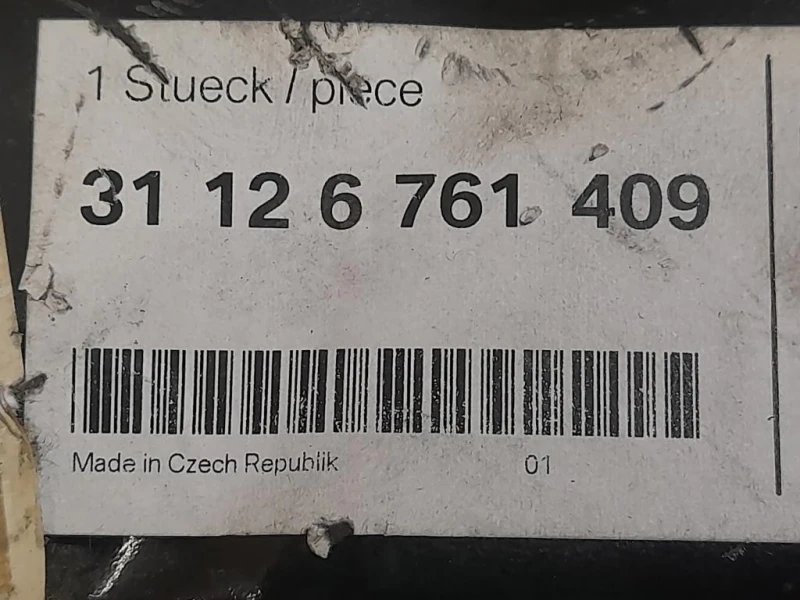 1 Stueck / piece
31 12 6 761 409
Made in Czech Republik
01